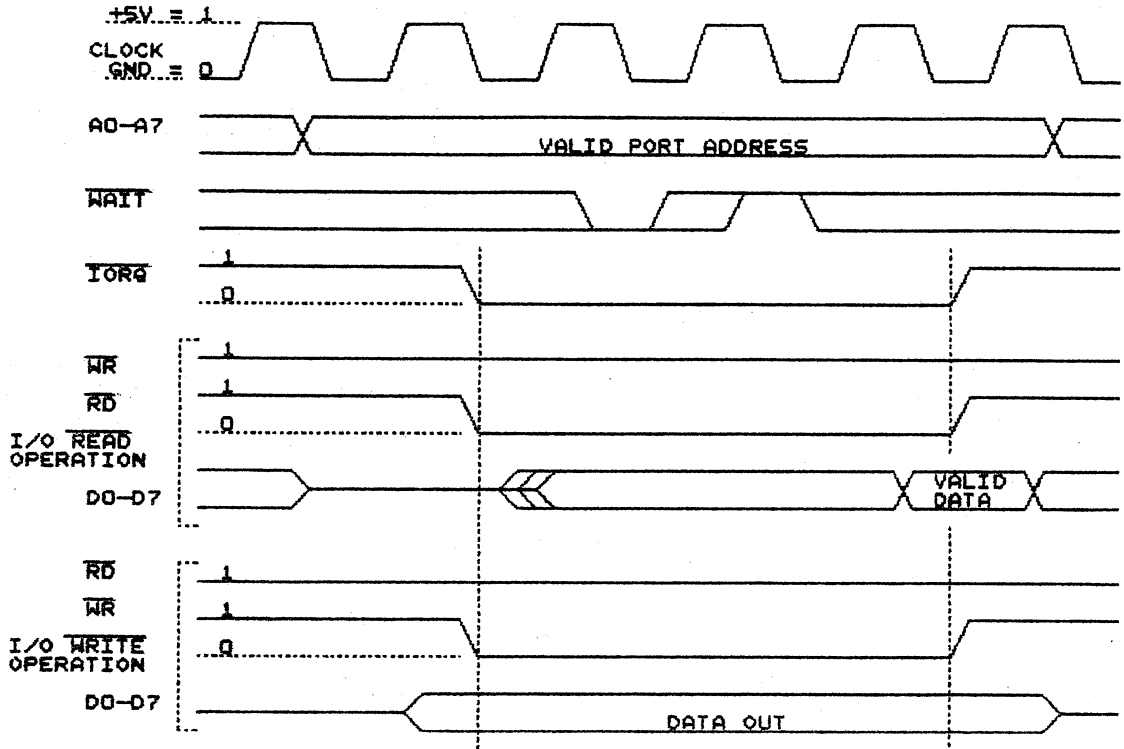 +5V = 1
CLOCK
GND = 0
A0-A7
VALID PORT ADDRESS
WAIT
IORQ
1
0
WR
1
RD
1
0
I/O READ
OPERATION
D0-D7
VALID
DATA
RD
1
WR
1
0
I/O WRITE
OPERATION
D0-D7
DATA OUT